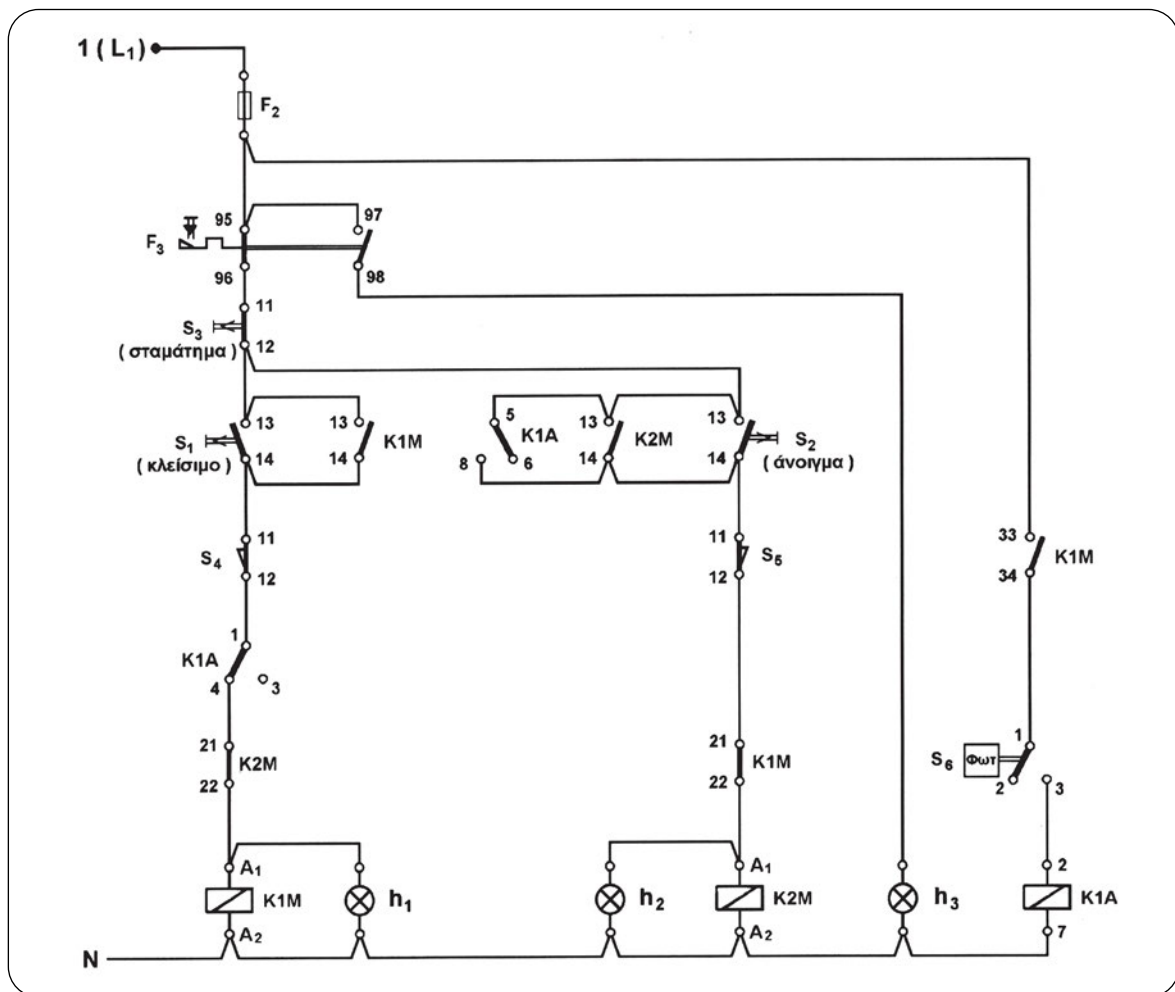 1 ( L₁ )
F₂
95 97
F₃
96 98
11
S₃
( σταμάτημα ) 12
13 13 5 13 13
S₁ K1M K1A K2M S₂
( κλείσιμο ) 14 14 8 6 14 14 ( άνοιγμα )
11 11 33
S₄ S₅ K1M
12 12 34
1
K1A
4 3
21 21 1
K2M K1M S₆ Φωτ
22 22 2 3
A₁ A₁ 2
K1M h₁ h₂ K2M h₃ K1A
A₂ A₂ 7
N